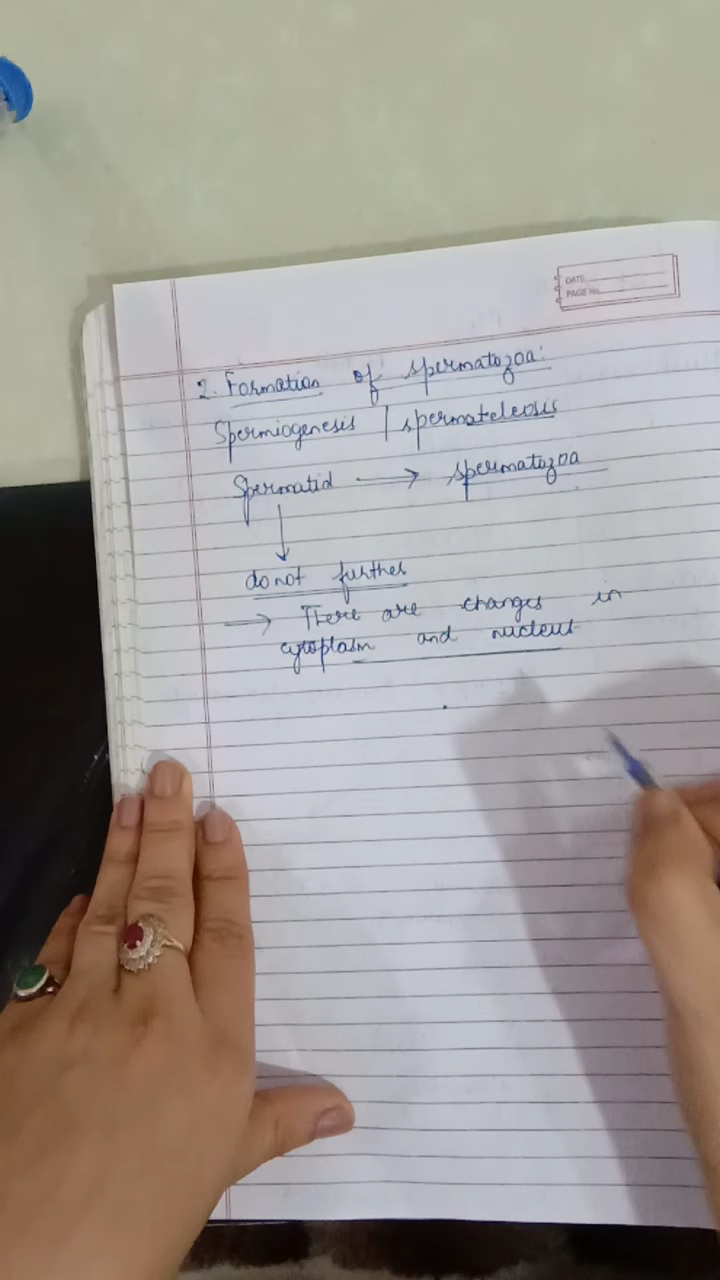 DATE
PAGE No.
2. Formation of spermatozoa:
Spermiogenesis / spermateleosis
Spermatid → spermatozoa
↓
do not further
→ There are changes in
cytoplasm and nucleus